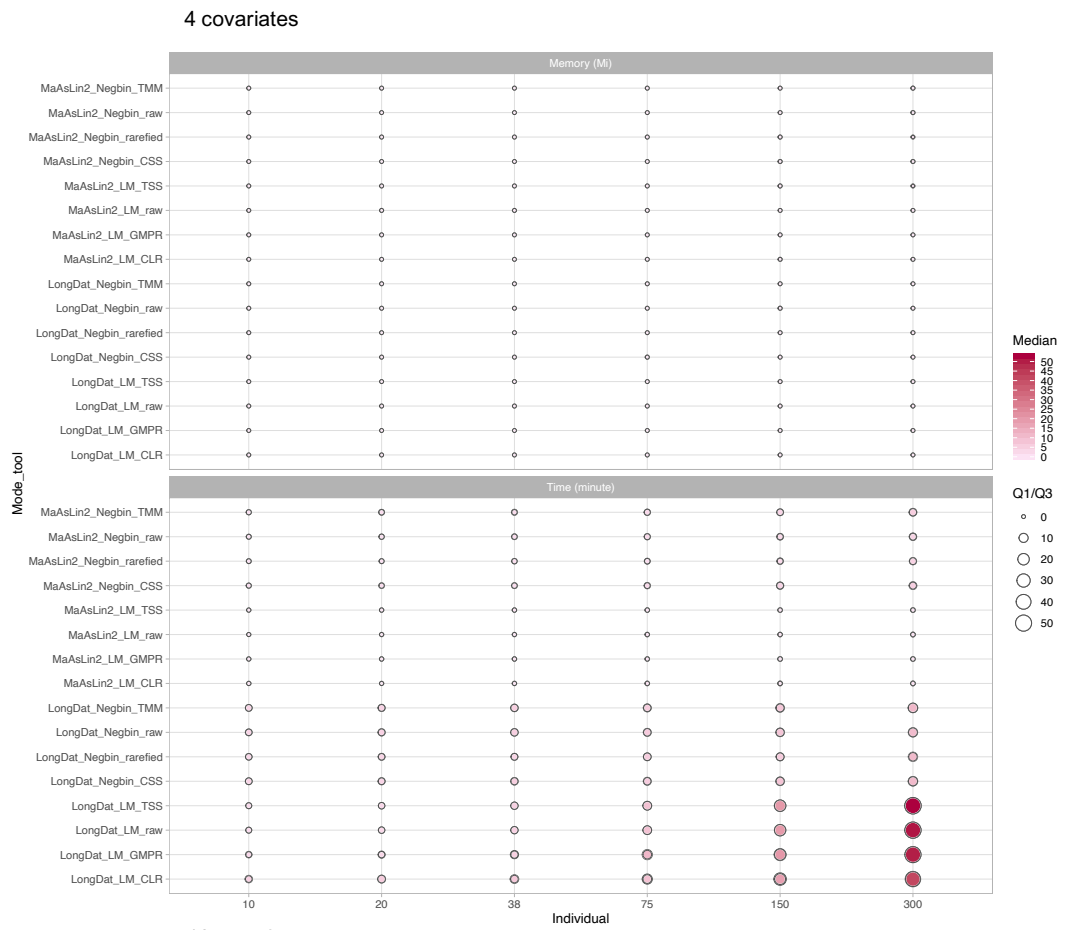 4 covariates
Memory (Mi)
MaAsLin2_Negbin_TMM
MaAsLin2_Negbin_raw
MaAsLin2_Negbin_rarefied
MaAsLin2_Negbin_CSS
MaAsLin2_LM_TSS
MaAsLin2_LM_raw
MaAsLin2_LM_GMPR
MaAsLin2_LM_CLR
LongDat_Negbin_TMM
LongDat_Negbin_raw
LongDat_Negbin_rarefied
LongDat_Negbin_CSS
LongDat_LM_TSS
LongDat_LM_raw
LongDat_LM_GMPR
LongDat_LM_CLR
Mode_tool
Time (minute)
MaAsLin2_Negbin_TMM
MaAsLin2_Negbin_raw
MaAsLin2_Negbin_rarefied
MaAsLin2_Negbin_CSS
MaAsLin2_LM_TSS
MaAsLin2_LM_raw
MaAsLin2_LM_GMPR
MaAsLin2_LM_CLR
LongDat_Negbin_TMM
LongDat_Negbin_raw
LongDat_Negbin_rarefied
LongDat_Negbin_CSS
LongDat_LM_TSS
LongDat_LM_raw
LongDat_LM_GMPR
LongDat_LM_CLR
10 20 38 75 150 300
Individual
Median
50
45
40
35
30
25
20
15
10
5
0
Q1/Q3
0
10
20
30
40
50